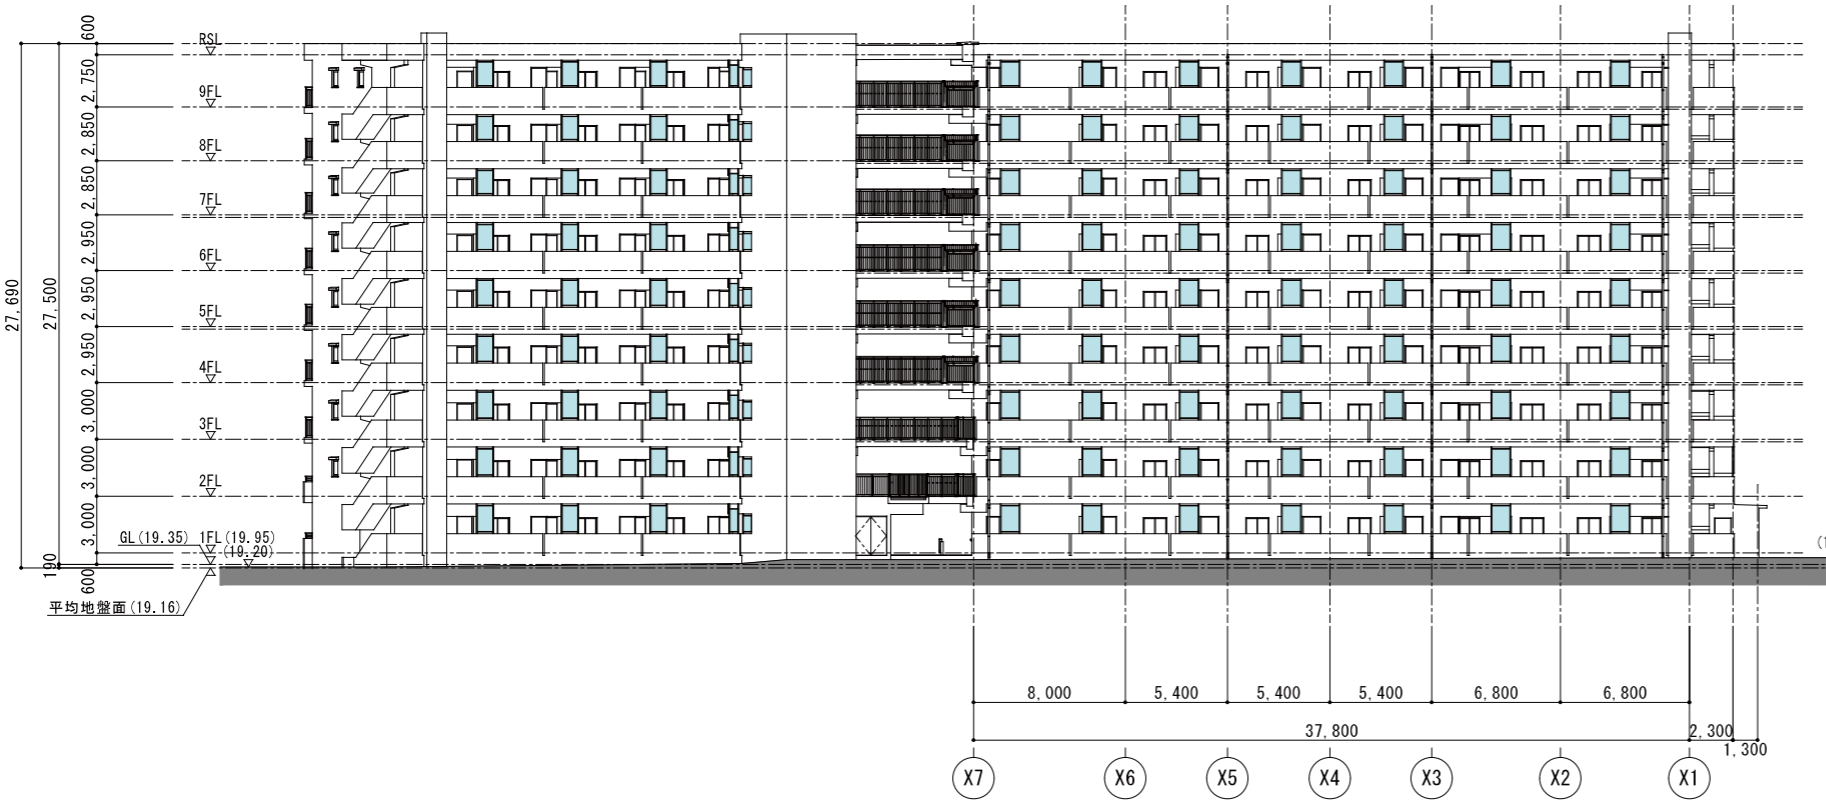 600
RSL
2,750
9FL
2,850
8FL
2,850
7FL
2,950
6FL
2,950
5FL
2,950
4FL
3,000
3FL
3,000
2FL
3,000
27,690
27,500
GL(19.35) 1FL(19.95)
(19.20)
190
600
平均地盤面(19.16)
(1
8,000 5,400 5,400 5,400 6,800 6,800
37,800 2,300
1,300
X7 X6 X5 X4 X3 X2 X1